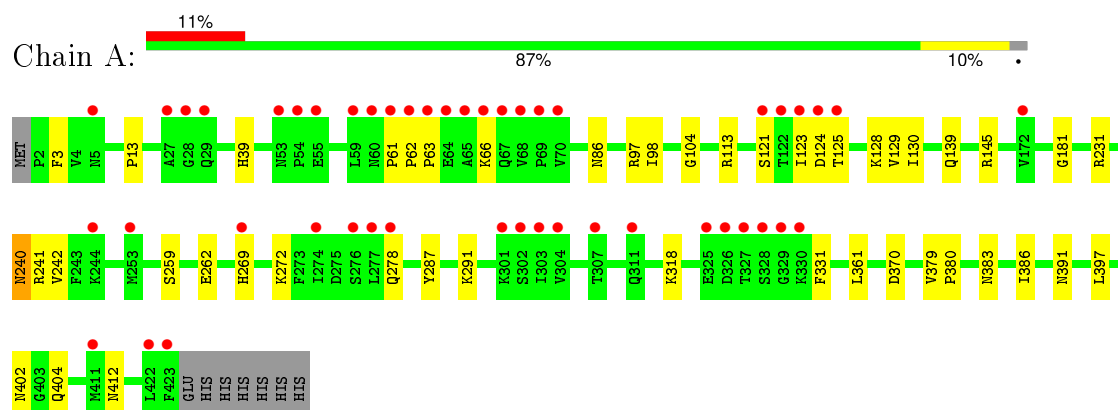 11%
Chain A:
87% 10% •
MET P2 F3 V4 N5 P13 A27 G28 Q29 H39 N53 P54 E55 L59 N60 P61 P62 P63 E64 A65 K66 Q67 V68 P69 V70 N86 R97 I98 G104 R113 S121 T122 I123 D124 T125 K128 V129 I130 Q139 R145 V172 G181 R231
N240 R241 V242 F243 K244 M253 S259 E262 H269 K272 F273 I274 D275 S276 L277 Q278 Y287 K291 K301 S302 I303 V304 T307 Q311 K318 E325 D326 T327 S328 G329 K330 F331 L361 D370 V379 P380 N383 I386 N391 L397
N402 G403 Q404 M411 N412 L422 F423 GLU HIS HIS HIS HIS HIS HIS